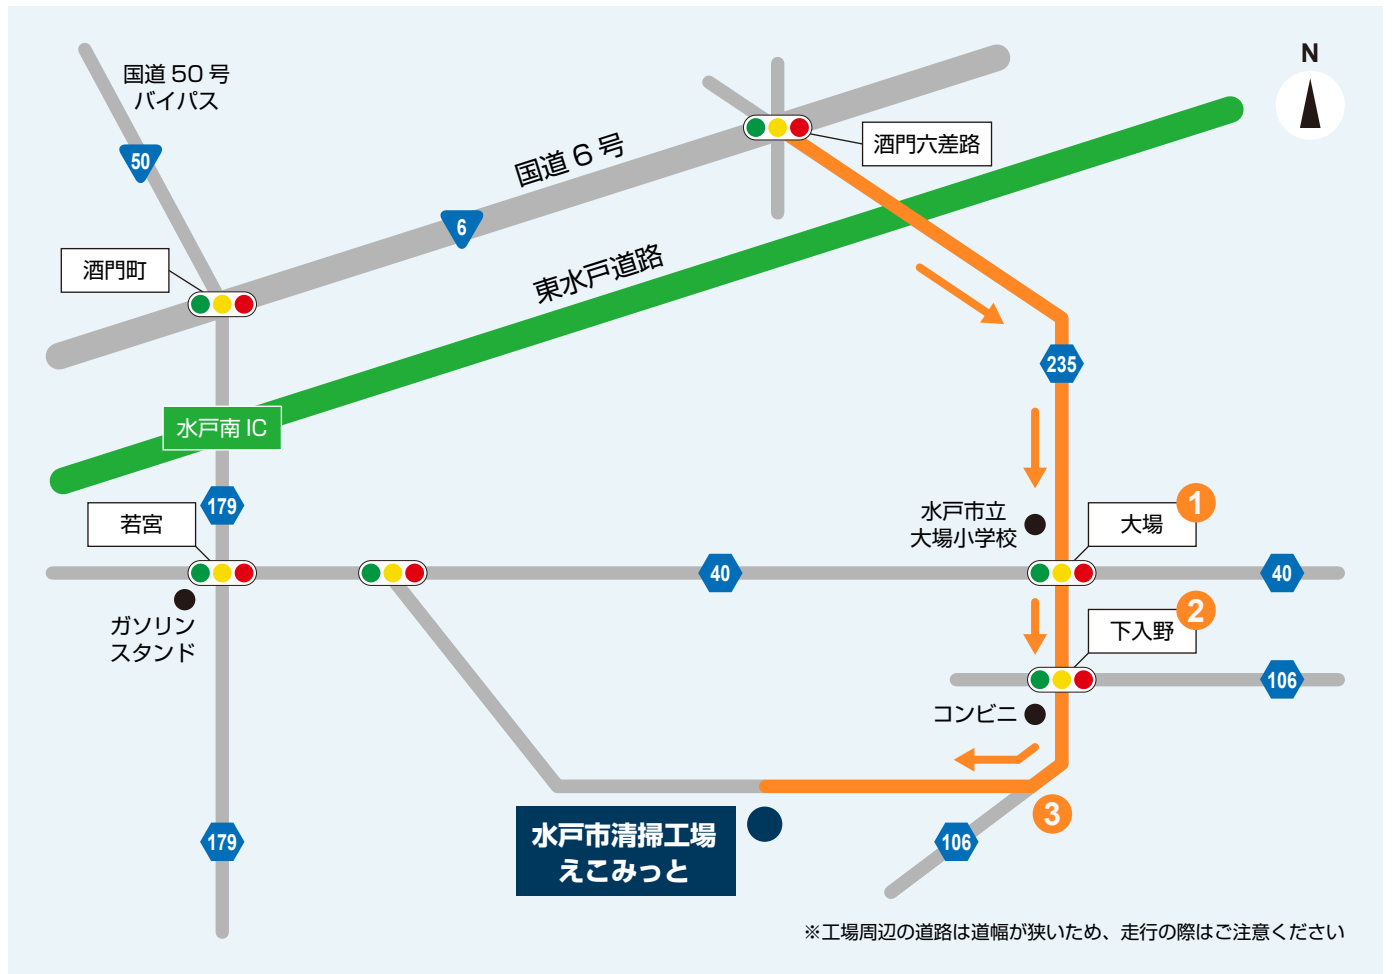 国道 50 号
バイパス
50
N
酒門六差路
国道 6 号
6
酒門町
東水戸道路
235
水戸南 IC
179
若宮
水戸市立
大場小学校
大場
1
40
40
ガソリン
スタンド
下入野
2
106
コンビニ
3
水戸市清掃工場
えこみっと
179
106
※工場周辺の道路は道幅が狭いため、走行の際はご注意ください